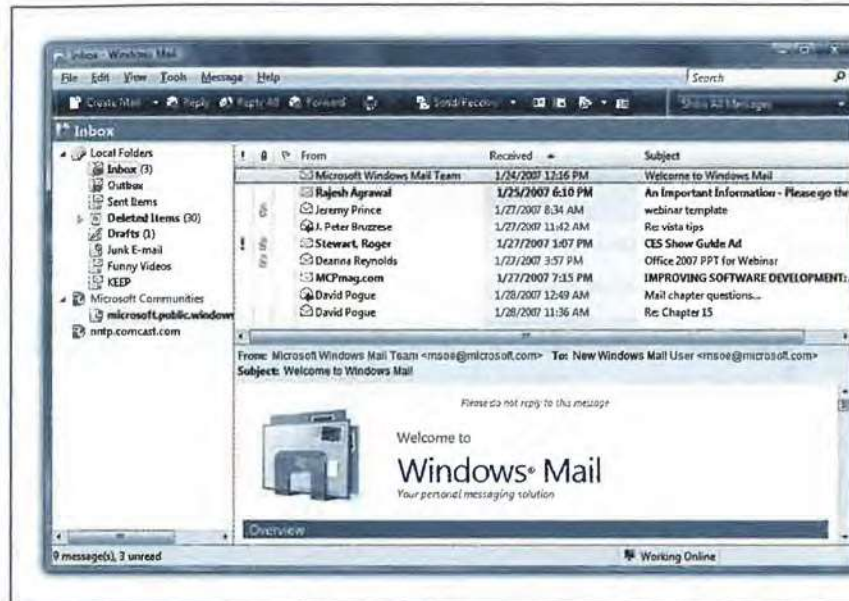 Inbox - Windows Mail
File Edit View Tools Message Help Search
Create Mail Reply Reply All Forward Send/Receive Show All Messages
Inbox
Local Folders
Inbox (3)
Outbox
Sent Items
Deleted Items (30)
Drafts (1)
Junk E-mail
Funny Videos
KEEP
Microsoft Communities
microsoft.public.window
nntp.comcast.com
! From Received Subject
Microsoft Windows Mail Team 1/24/2007 12:16 PM Welcome to Windows Mail
Rajesh Agrawal 1/25/2007 6:10 PM An Important Information - Please go the
Jeremy Prince 1/27/2007 8:34 AM webinar template
J. Peter Bruzzese 1/27/2007 11:42 AM Re: vista tips
! Stewart, Roger 1/27/2007 1:07 PM CES Show Guide Ad
Deanna Reynolds 1/27/2007 3:57 PM Office 2007 PPT for Webinar
MCPmag.com 1/27/2007 7:15 PM IMPROVING SOFTWARE DEVELOPMENT:
David Pogue 1/28/2007 12:49 AM Mail chapter questions...
David Pogue 1/28/2007 11:36 AM Re: Chapter 15
From: Microsoft Windows Mail Team <msoe@microsoft.com> To: New Windows Mail User <msoe@microsoft.com>
Subject: Welcome to Windows Mail
Please do not reply to this message
Welcome to
Windows® Mail
Your personal messaging solution
Overview
9 message(s), 3 unread Working Online